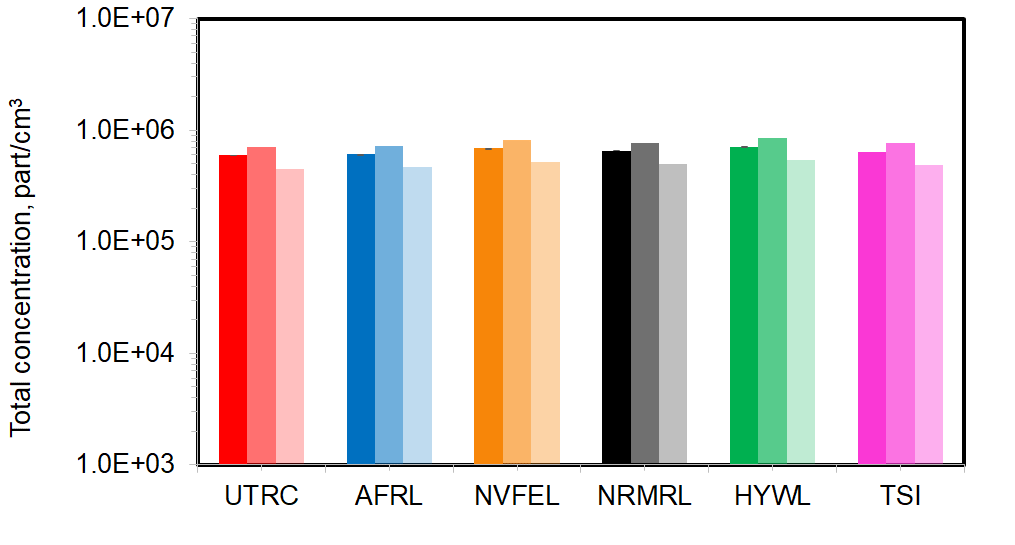 1.0E+07
1.0E+06
1.0E+05
1.0E+04
1.0E+03
Total concentration, part/cm³
UTRC AFRL NVFEL NRMRL HYWL TSI